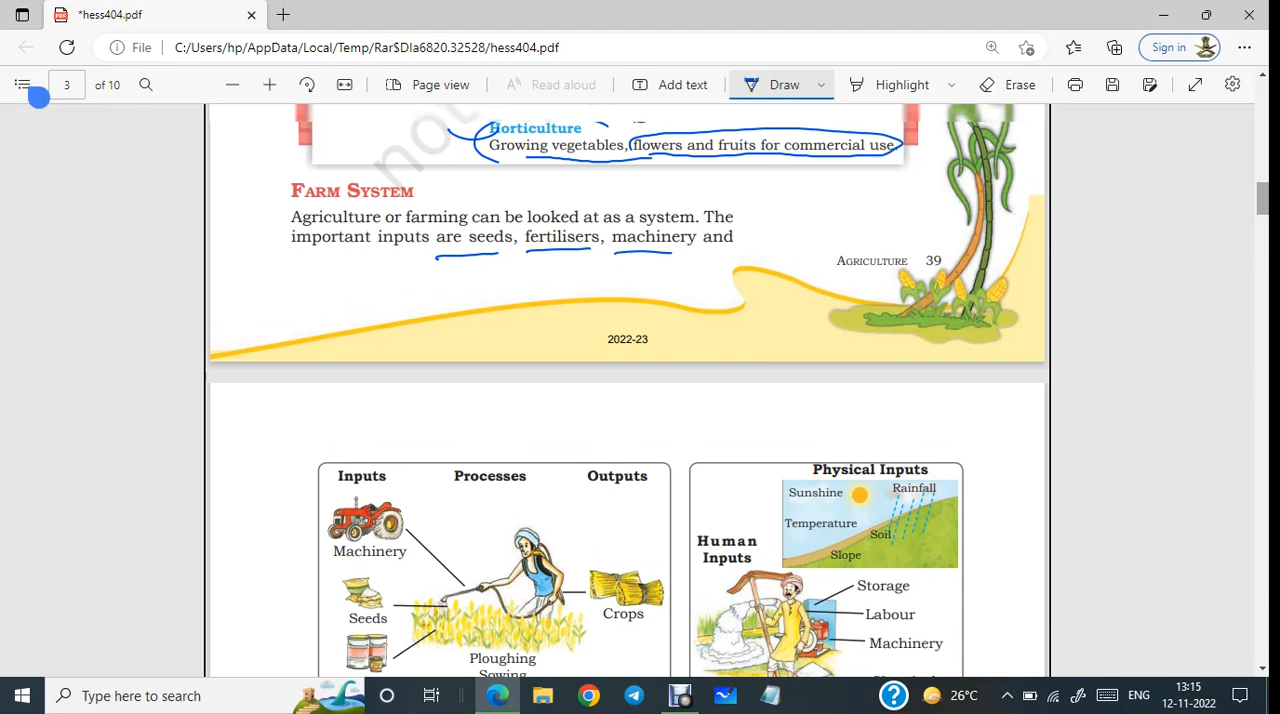 *hess404.pdf
File
C:/Users/hp/AppData/Local/Temp/Rar$DIa6820.32528/hess404.pdf
Sign in
3 of 10
Page view
Read aloud
Add text
Draw
Highlight
Erase
not
Horticulture
Growing vegetables, flowers and fruits for commercial use.
FARM SYSTEM
Agriculture or farming can be looked at as a system. The
important inputs are seeds, fertilisers, machinery and
AGRICULTURE 39
2022-23
Inputs Processes Outputs
Machinery
Seeds
Crops
Ploughing
Sowing
Physical Inputs
Sunshine
Rainfall
Temperature
Soil
Slope
Human
Inputs
Storage
Labour
Machinery
Type here to search
26°C
ENG
13:15
12-11-2022